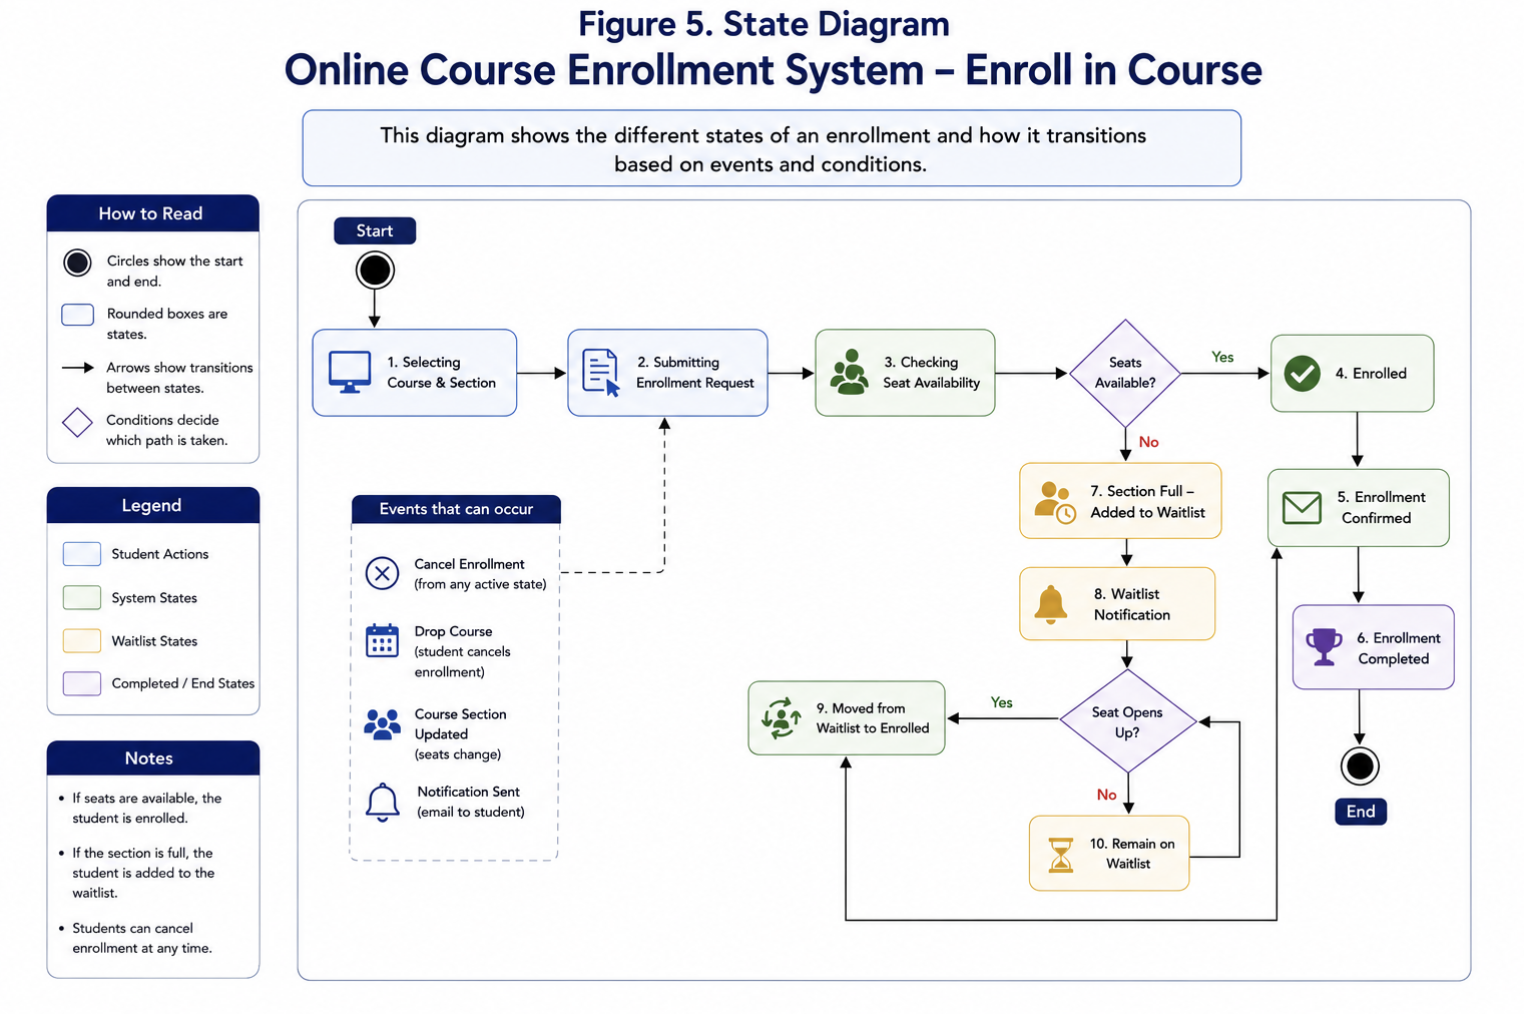 Figure 5. State Diagram
Online Course Enrollment System – Enroll in Course
This diagram shows the different states of an enrollment and how it transitions
based on events and conditions.
How to Read
Circles show the start
and end.
Rounded boxes are
states.
Arrows show transitions
between states.
Conditions decide
which path is taken.
Legend
Student Actions
System States
Waitlist States
Completed / End States
Notes
• If seats are available, the
student is enrolled.
• If the section is full, the
student is added to the
waitlist.
• Students can cancel
enrollment at any time.
Start
1. Selecting
Course & Section
2. Submitting
Enrollment Request
3. Checking
Seat Availability
Seats
Available?
Yes
4. Enrolled
No
5. Enrollment
Confirmed
6. Enrollment
Completed
End
7. Section Full –
Added to Waitlist
8. Waitlist
Notification
Seat Opens
Up?
Yes
9. Moved from
Waitlist to Enrolled
No
10. Remain on
Waitlist
Events that can occur
Cancel Enrollment
(from any active state)
Drop Course
(student cancels
enrollment)
Course Section
Updated
(seats change)
Notification Sent
(email to student)